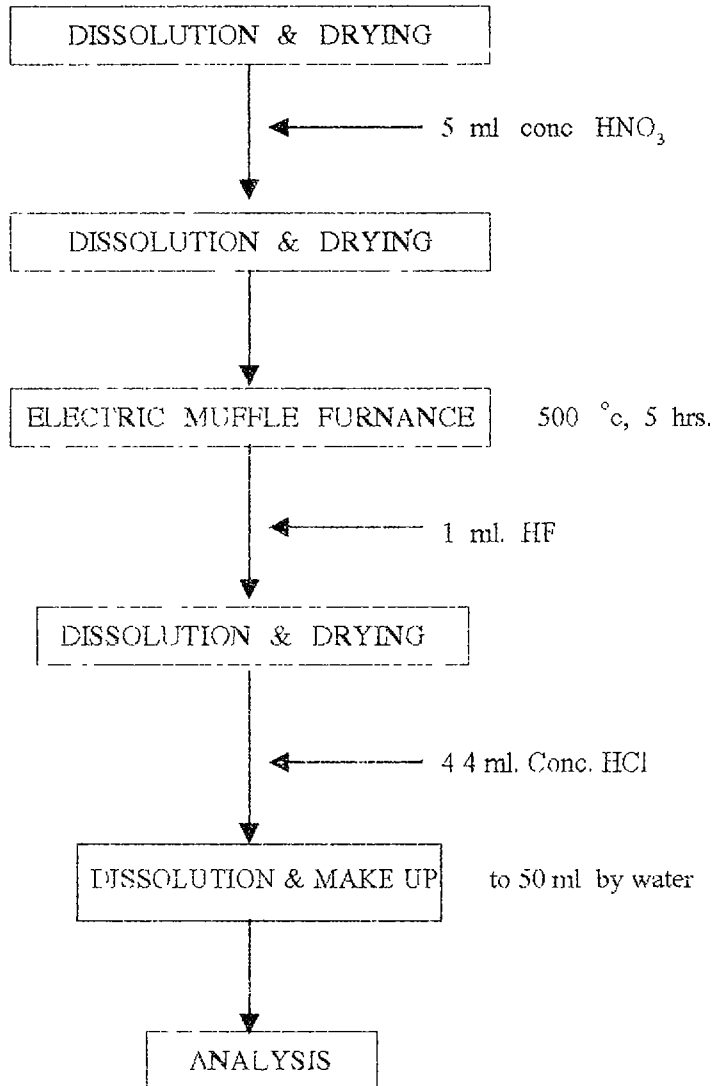 DISSOLUTION & DRYING
5 ml conc HNO₃
DISSOLUTION & DRYING
ELECTRIC MUFFLE FURNANCE 500 °c, 5 hrs.
1 ml. HF
DISSOLUTION & DRYING
4 4 ml. Conc. HCl
DISSOLUTION & MAKE UP to 50 ml by water
ANALYSIS